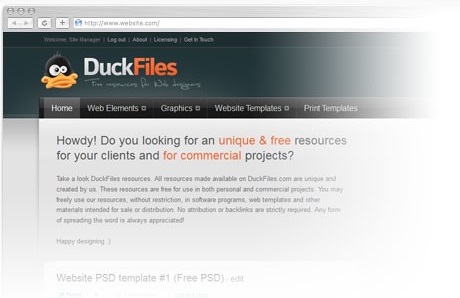 http://www.website.com/
Welcome, Site Manager | Log out | About | Licensing | Get in Touch
DuckFiles
Free resources for Web designers
Home Web Elements Graphics Website Templates Print Templates
Howdy! Do you looking for an unique & free resources
for your clients and for commercial projects?
Take a look DuckFiles resources. All resources made available on DuckFiles.com are unique and
created by us. These resources are free for use in both personal and commercial projects. You may
freely use our resources, without restriction, in software programs, web templates and other
materials intended for sale or distribution. No attribution or backlinks are strictly required. Any form
of spreading the word is always appreciated!
Happy designing :)
Website PSD template #1 (Free PSD) - edit